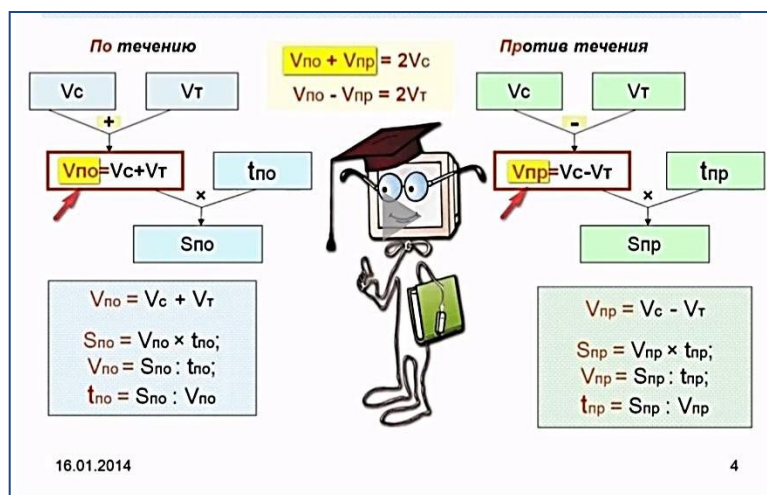 По течению
Vс
Vт
+
Vпо=Vс+Vт
tпо
×
Sпо
Vпо = Vс + Vт
Sпо = Vпо × tпо;
Vпо = Sпо : tпо;
tпо = Sпо : Vпо
Vпо + Vпр = 2Vс
Vпо - Vпр = 2Vт
Против течения
Vс
Vт
-
Vпр=Vс-Vт
tпр
×
Sпр
Vпр = Vс - Vт
Sпр = Vпр × tпр;
Vпр = Sпр : tпр;
tпр = Sпр : Vпр
16.01.2014
4